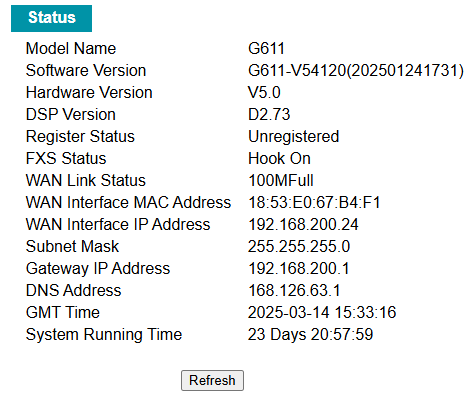 Status
Model Name G611
Software Version G611-V54120(202501241731)
Hardware Version V5.0
DSP Version D2.73
Register Status Unregistered
FXS Status Hook On
WAN Link Status 100MFull
WAN Interface MAC Address 18:53:E0:67:B4:F1
WAN Interface IP Address 192.168.200.24
Subnet Mask 255.255.255.0
Gateway IP Address 192.168.200.1
DNS Address 168.126.63.1
GMT Time 2025-03-14 15:33:16
System Running Time 23 Days 20:57:59
Refresh